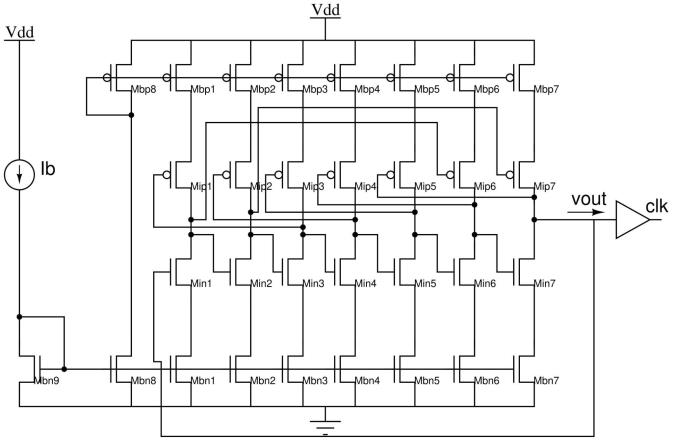 Vdd
Vdd
Mbp8 Mbp1 Mbp2 Mbp3 Mbp4 Mbp5 Mbp6 Mbp7
Ib
Mip1 Mip2 Mip3 Mip4 Mip5 Mip6 Mip7
vout clk
Min1 Min2 Min3 Min4 Min5 Min6 Min7
Mbn9 Mbn8 Mbn1 Mbn2 Mbn3 Mbn4 Mbn5 Mbn6 Mbn7